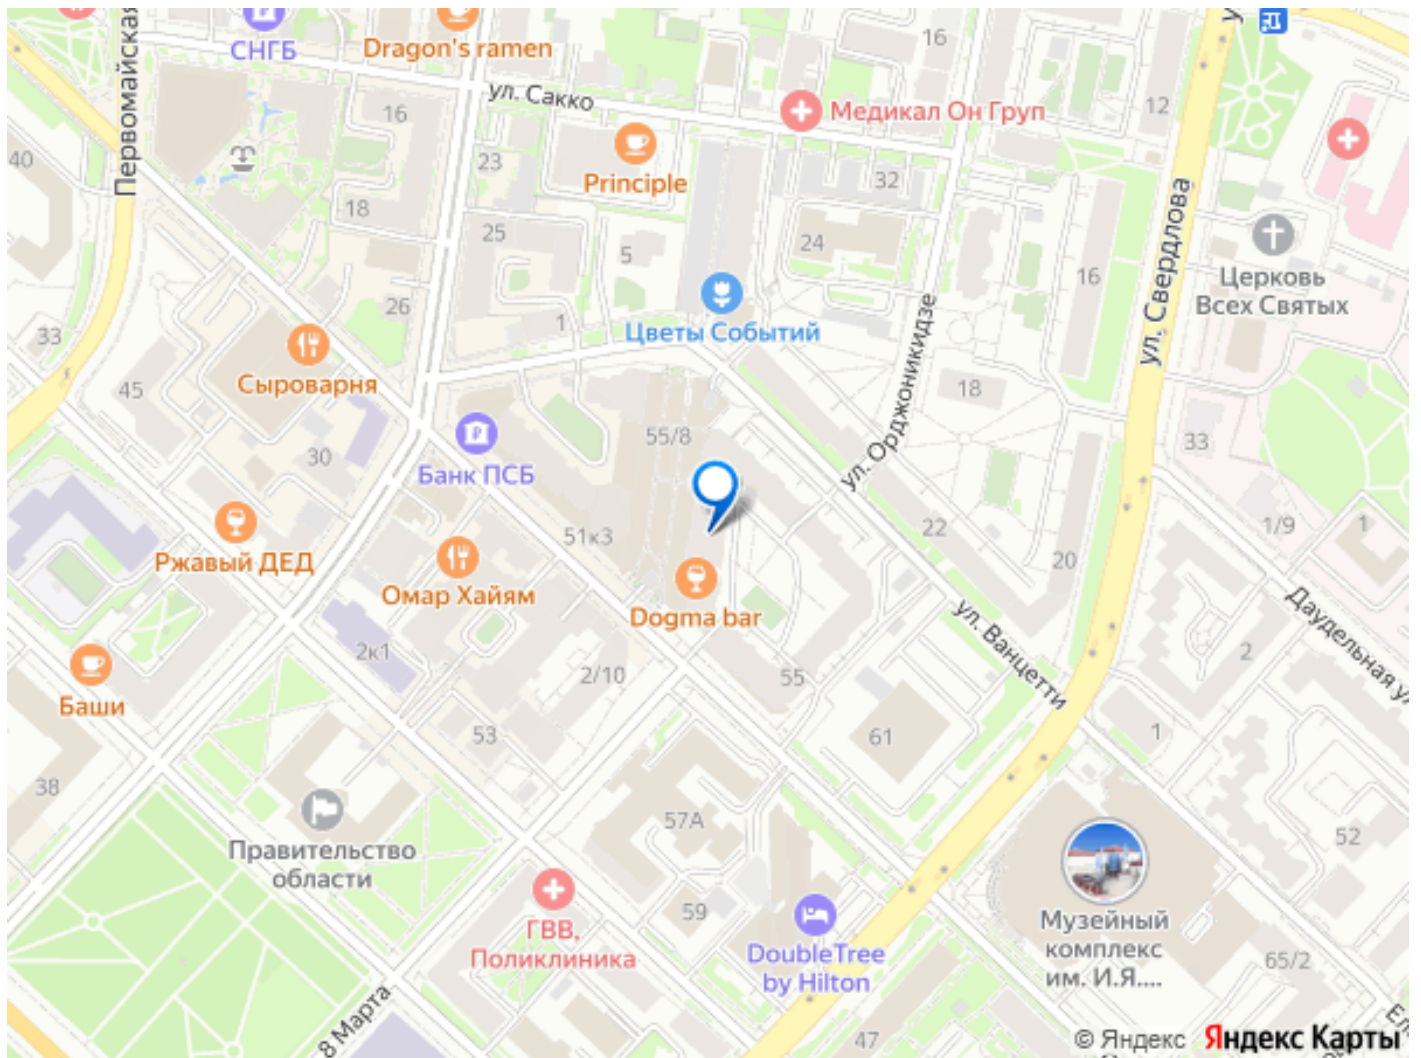 СНГБ
Dragon's ramen
Первомайская
ул. Сакко
16
16
12
Медикал Он Груп
40
23
Principle
32
18
25
5
24
16
ул. Свердлова
Церковь
Всех Святых
26
1
Цветы Событий
33
Сыроварня
45
18
ул. Орджоникидзе
55/8
33
30
Банк ПСБ
51к3
22
1/9
1
Ржавый ДЕД
Омар Хайям
20
Dogma bar
ул. Ванцетти
Даудельная ул
2к1
2/10
55
2
Баши
53
61
1
38
57А
52
Правительство
области
59
ГВВ,
Поликлиника
DoubleTree
by Hilton
Музейный
комплекс
им. И.Я....
65/2
8 Марта
47
© Яндекс Яндекс Карты